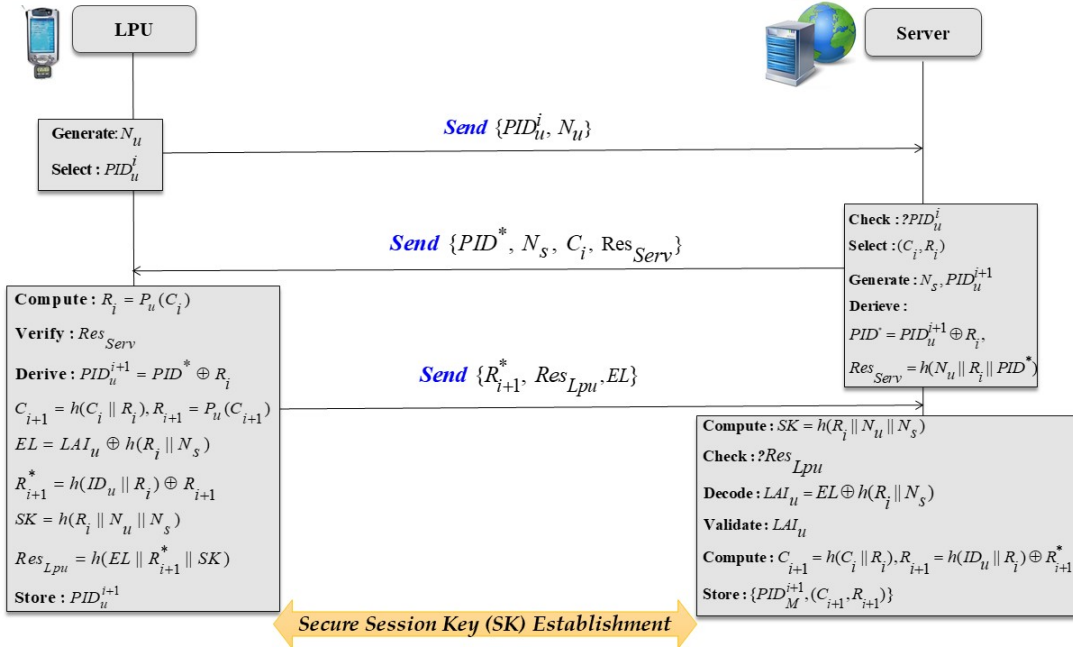 LPU
Server
Generate: N_u
Select : PID_u^i
Send {PID_u^i, N_u}
Check : ?PID_u^i
Select : (C_i, R_i)
Generate : N_s, PID_u^{i+1}
Derieve :
PID^* = PID_u^{i+1} ⊕ R_i,
Res_Serv = h(N_u || R_i || PID^*)
Send {PID^*, N_s, C_i, Res_Serv}
Compute : R_i = P_u(C_i)
Verify : Res_Serv
Derive : PID_u^{i+1} = PID^* ⊕ R_i
C_{i+1} = h(C_i || R_i), R_{i+1} = P_u(C_{i+1})
EL = LAI_u ⊕ h(R_i || N_s)
R_{i+1}^* = h(ID_u || R_i) ⊕ R_{i+1}
SK = h(R_i || N_u || N_s)
Res_Lpu = h(EL || R_{i+1}^* || SK)
Store : PID_u^{i+1}
Send {R_{i+1}^*, Res_Lpu, EL}
Compute : SK = h(R_i || N_u || N_s)
Check : ?Res_Lpu
Decode : LAI_u = EL ⊕ h(R_i || N_s)
Validate : LAI_u
Compute : C_{i+1} = h(C_i || R_i), R_{i+1} = h(ID_u || R_i) ⊕ R_{i+1}^*
Store : {PID_M^{i+1}, (C_{i+1}, R_{i+1})}
Secure Session Key (SK) Establishment